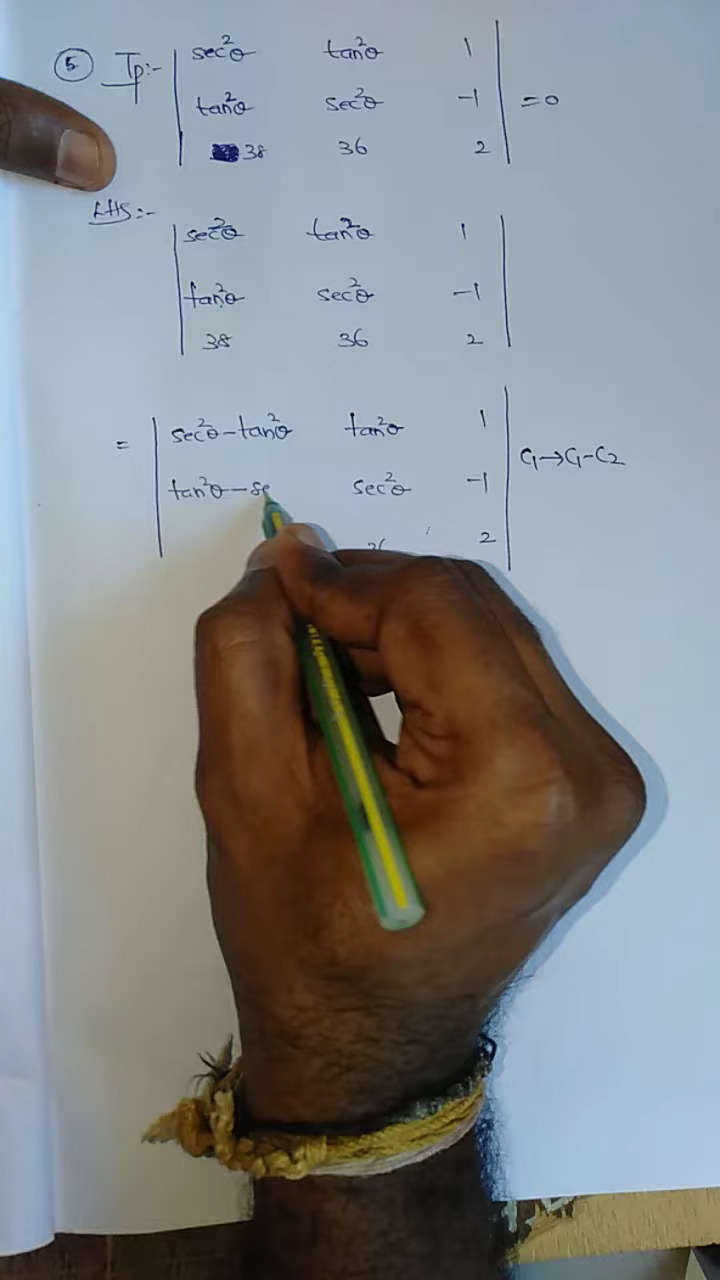 5 Tp:- sec²θ tan²θ 1
tan²θ sec²θ -1 =0
38 36 2
LHS:-
sec²θ tan²θ 1
tan²θ sec²θ -1
38 36 2
= sec²θ-tan²θ tan²θ 1
tan²θ-se sec²θ -1 C₁→C₁-C₂
2